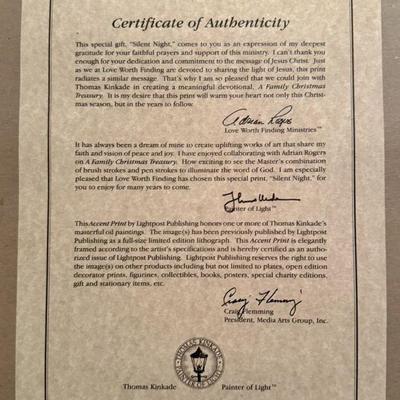 Certificate of Authenticity
This special gift, "Silent Night," comes to you as an expression of my deepest
gratitude for your faithful prayers and support of this ministry. I can't thank you
enough for your dedication and commitment to the message of Jesus Christ. Just
as we at Love Worth Finding are devoted to sharing the light of Jesus, this print
radiates a similar message. That's why I am so pleased that we could join with
Thomas Kinkade in creating a meaningful devotional, A Family Christmas
Treasury. It is my desire that this print will warm your heart not only this Christ-
mas season, but in the years to follow.
Adrian Rogers
Love Worth Finding Ministries™
It has always been a dream of mine to create uplifting works of art that share my
faith and vision of peace and joy. I have enjoyed collaborating with Adrian Rogers
on A Family Christmas Treasury. How exciting to see the Master's combination
of brush strokes and pen strokes to illuminate the word of God. I am especially
pleased that Love Worth Finding has chosen this special print, "Silent Night," for
you to enjoy for many years to come.
Painter of Light™
This Accent Print by Lightpost Publishing honors one or more of Thomas Kinkade's
masterful oil paintings. The image(s) has been previously published by Lightpost
Publishing as a full-size limited edition lithograph. This Accent Print is elegantly
framed according to the artist's specifications and is hereby certified as an autho-
rized issue of Lightpost Publishing. Lightpost Publishing reserves the right to use
the image(s) on other products including but not limited to plates, open edition
decorator prints, figurines, collectibles, books, posters, special charity editions,
gift and stationary items, etc.
Craig Flemming
Craig Flemming
President, Media Arts Group, Inc.
THOMAS KINKADE
PAINTER OF LIGHT
Thomas Kinkade Painter of Light™